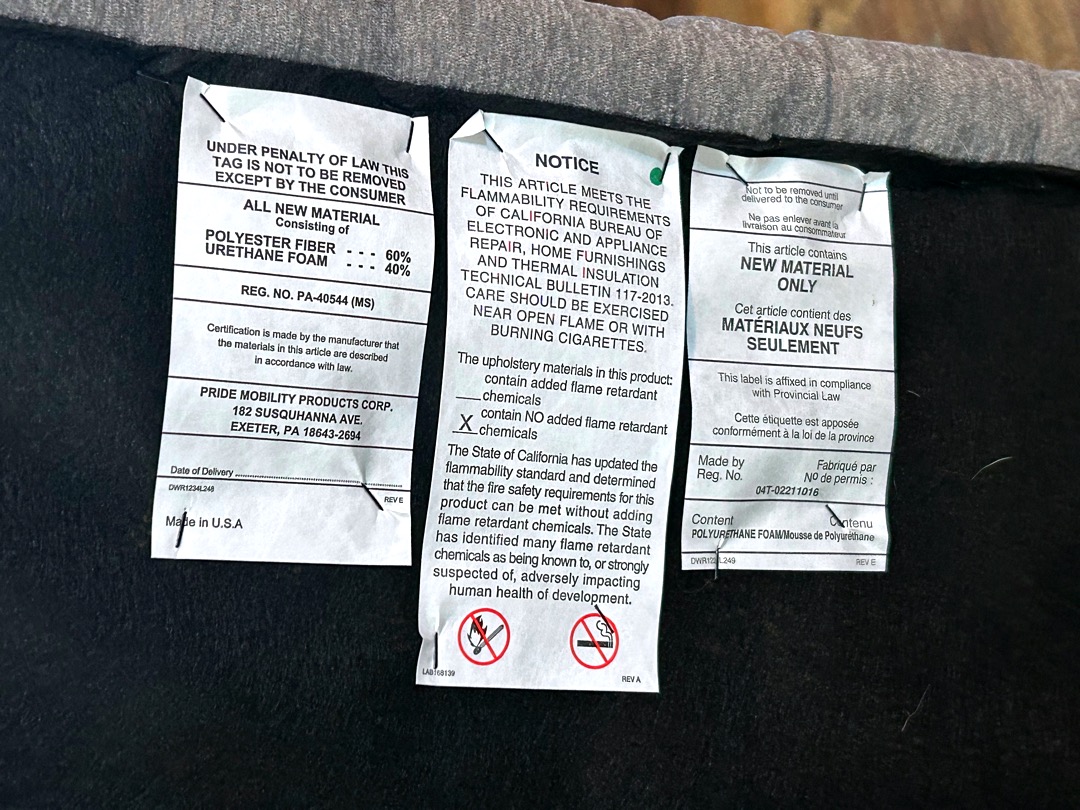 UNDER PENALTY OF LAW THIS
TAG IS NOT TO BE REMOVED
EXCEPT BY THE CONSUMER
ALL NEW MATERIAL
Consisting of
POLYESTER FIBER - - - 60%
URETHANE FOAM - - - 40%
REG. NO. PA-40544 (MS)
Certification is made by the manufacturer that
the materials in this article are described
in accordance with law.
PRIDE MOBILITY PRODUCTS CORP.
182 SUSQUHANNA AVE.
EXETER, PA 18643-2694
Date of Delivery
DWR1234L248 REV E
Made in U.S.A
NOTICE
THIS ARTICLE MEETS THE
FLAMMABILITY REQUIREMENTS
OF CALIFORNIA BUREAU OF
ELECTRONIC AND APPLIANCE
REPAIR, HOME FURNISHINGS
AND THERMAL INSULATION
TECHNICAL BULLETIN 117-2013.
CARE SHOULD BE EXERCISED
NEAR OPEN FLAME OR WITH
BURNING CIGARETTES.
The upholstery materials in this product:
contain added flame retardant
___chemicals
contain NO added flame retardant
_X_chemicals
The State of California has updated the
flammability standard and determined
that the fire safety requirements for this
product can be met without adding
flame retardant chemicals. The State
has identified many flame retardant
chemicals as being known to, or strongly
suspected of, adversely impacting
human health of development.
LAB168139 REV A
Not to be removed until
delivered to the consumer
Ne pas enlever avant la
livraison au consommateur
This article contains
NEW MATERIAL
ONLY
Cet article contient des
MATÉRIAUX NEUFS
SEULEMENT
This label is affixed in compliance
with Provincial Law
Cette étiquette est apposée
conformément à la loi de la province
Made by Fabriqué par
Reg. No. Nº de permis :
04T-02211016
Content Contenu
POLYURETHANE FOAM/Mousse de Polyuréthane
DWR1234L249 REV E